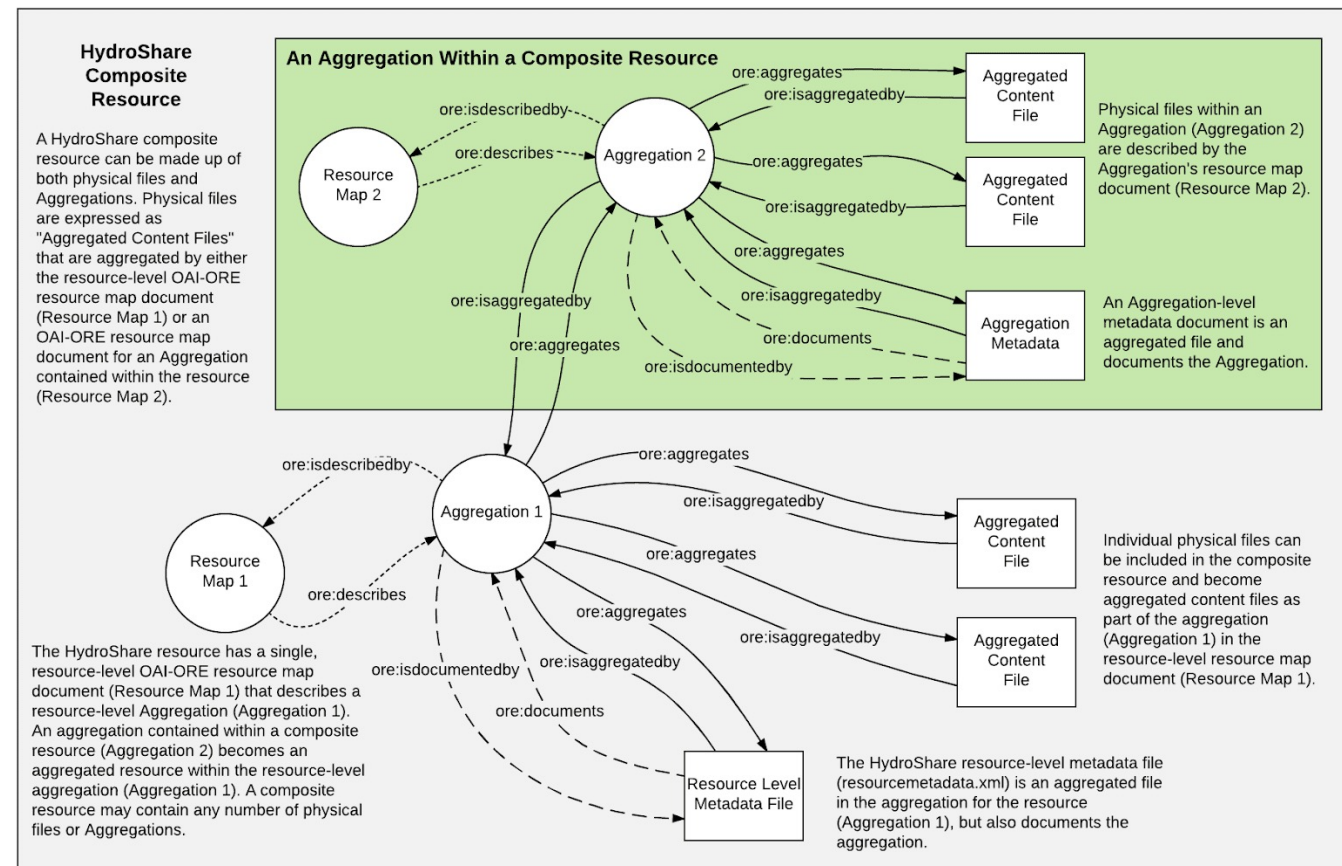 HydroShare
Composite
Resource
A HydroShare composite
resource can be made up of
both physical files and
Aggregations. Physical files
are expressed as
"Aggregated Content Files"
that are aggregated by either
the resource-level OAI-ORE
resource map document
(Resource Map 1) or an
OAI-ORE resource map
document for an Aggregation
contained within the resource
(Resource Map 2).
An Aggregation Within a Composite Resource
ore:aggregates
ore:isaggregatedby
Aggregated
Content
File
ore:isdescribedby
ore:describes
Resource
Map 2
Aggregation 2
ore:aggregates
ore:isaggregatedby
Aggregated
Content
File
Physical files within an
Aggregation (Aggregation 2)
are described by the
Aggregation's resource map
document (Resource Map 2).
ore:aggregates
ore:isaggregatedby
ore:documents
ore:isdocumentedby
Aggregation
Metadata
An Aggregation-level
metadata document is an
aggregated file and
documents the Aggregation.
ore:isaggregatedby
ore:aggregates
ore:isdescribedby
ore:describes
Resource
Map 1
Aggregation 1
ore:aggregates
ore:isaggregatedby
Aggregated
Content
File
ore:aggregates
ore:isaggregatedby
Aggregated
Content
File
Individual physical files can
be included in the composite
resource and become
aggregated content files as
part of the aggregation
(Aggregation 1) in the
resource-level resource map
document (Resource Map 1).
ore:aggregates
ore:isaggregatedby
ore:isdocumentedby
ore:documents
Resource Level
Metadata File
The HydroShare resource has a single,
resource-level OAI-ORE resource map
document (Resource Map 1) that describes a
resource-level Aggregation (Aggregation 1).
An aggregation contained within a composite
resource (Aggregation 2) becomes an
aggregated resource within the resource-level
aggregation (Aggregation 1). A composite
resource may contain any number of physical
files or Aggregations.
The HydroShare resource-level metadata file
(resourcemetadata.xml) is an aggregated file
in the aggregation for the resource
(Aggregation 1), but also documents the
aggregation.